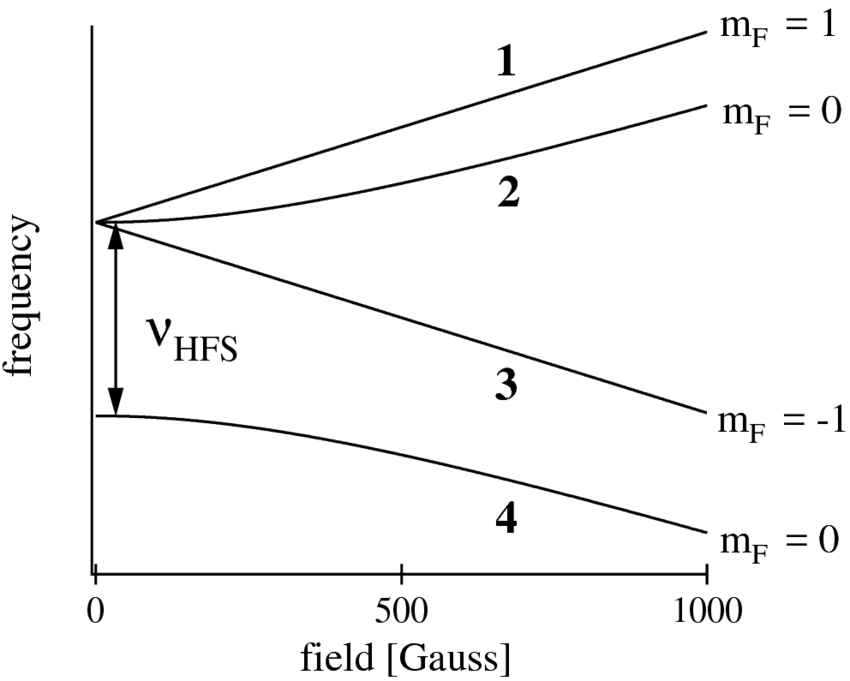 m_F = 1
1
m_F = 0
2
frequency
ν_HFS
3
m_F = -1
4
m_F = 0
0 500 1000
field [Gauss]